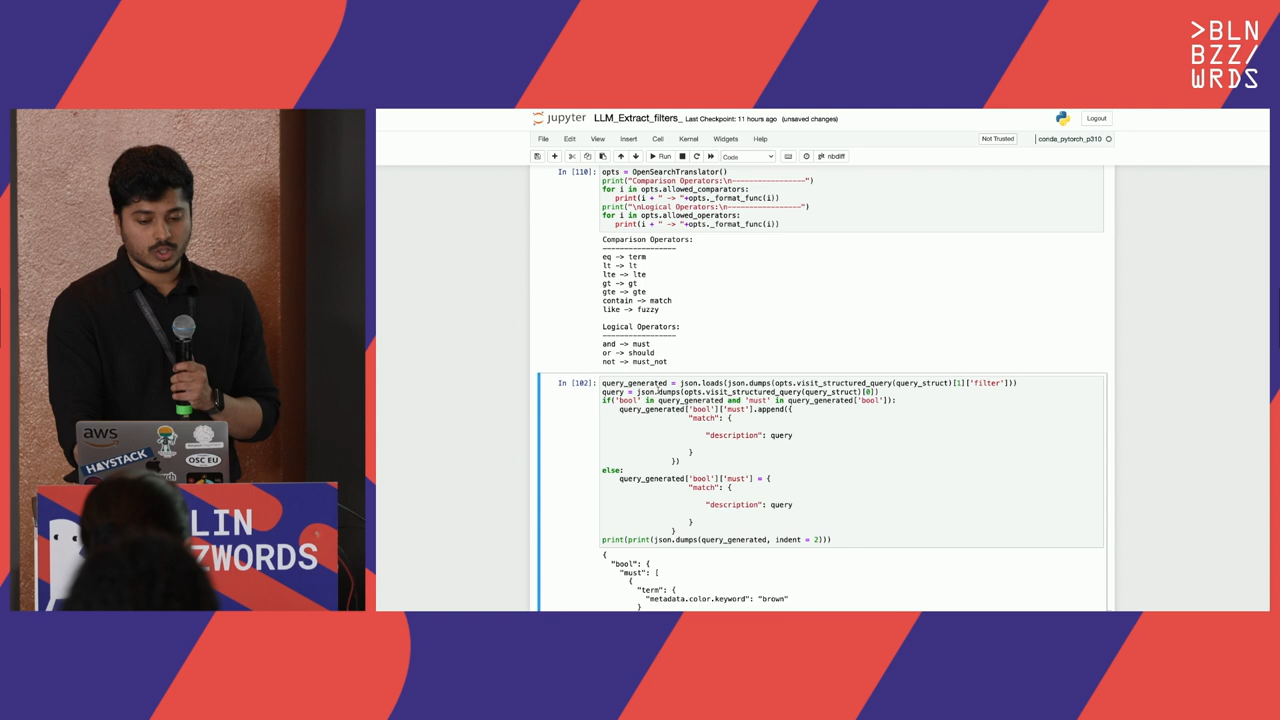 >BLN
BZZ/
WRDS
jupyter LLM_Extract_filters_ Last Checkpoint: 11 hours ago (unsaved changes)
Logout
File Edit View Insert Cell Kernel Widgets Help
Not Trusted
conda_pytorch_p310
Run
Code
nbdiff
In [110]: opts = OpenSearchTranslator()
print("Comparison Operators:\n-----------------")
for i in opts.allowed_comparators:
print(i + " -> "+opts._format_func(i))
print("\nLogical Operators:\n-----------------")
for i in opts.allowed_operators:
print(i + " -> "+opts._format_func(i))
Comparison Operators:
-----------------
eq -> term
lt -> lt
lte -> lte
gt -> gt
gte -> gte
contain -> match
like -> fuzzy
Logical Operators:
-----------------
and -> must
or -> should
not -> must_not
In [102]: query_generated = json.loads(json.dumps(opts.visit_structured_query(query_struct)[1]['filter']))
query = json.dumps(opts.visit_structured_query(query_struct)[0])
if('bool' in query_generated and 'must' in query_generated['bool']):
query_generated['bool']['must'].append({
"match": {
"description": query
}
})
else:
query_generated['bool']['must'] = {
"match": {
"description": query
}
}
print(print(json.dumps(query_generated, indent = 2)))
{
"bool": {
"must": [
{
"term": {
"metadata.color.keyword": "brown"
}
aws
HAYSTACK
OSC EU
LIN
ZZWORDS